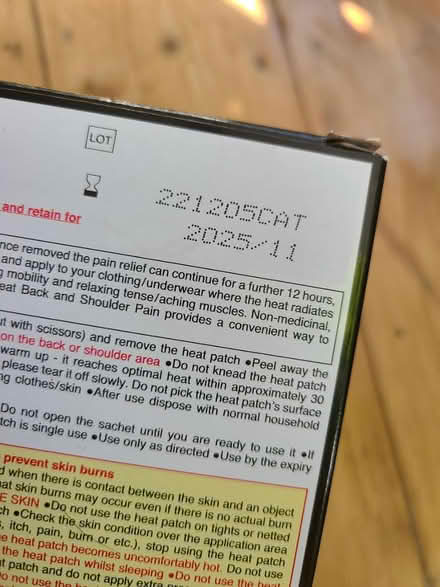 LOT
221205CAT
2025/11
and retain for
nce removed the pain relief can continue for a further 12 hours,
and apply to your clothing/underwear where the heat radiates
g mobility and relaxing tense/aching muscles. Non-medicinal,
eat Back and Shoulder Pain provides a convenient way to
ut with scissors) and remove the heat patch ●Peel away the
on the back or shoulder area ●Do not knead the heat patch
warm up - it reaches optimal heat within approximately 30
please tear it off slowly. Do not pick the heat patch's surface
ng clothes/skin ●After use dispose with normal household
Do not open the sachet until you are ready to use it ●If
tch is single use ●Use only as directed ●Use by the expiry
prevent skin burns
d when there is contact between the skin and an object
at skin burns may occur even if there is no actual burn
E SKIN ●Do not use the heat patch on tights or netted
ch ●Check the skin condition over the application area
s, itch, pain, burn or etc.), stop using the heat patch
e heat patch becomes uncomfortably hot. Do not use
the heat patch whilst sleeping ●Do not use the heat
t patch and do not apply extra pre
o not use the hea